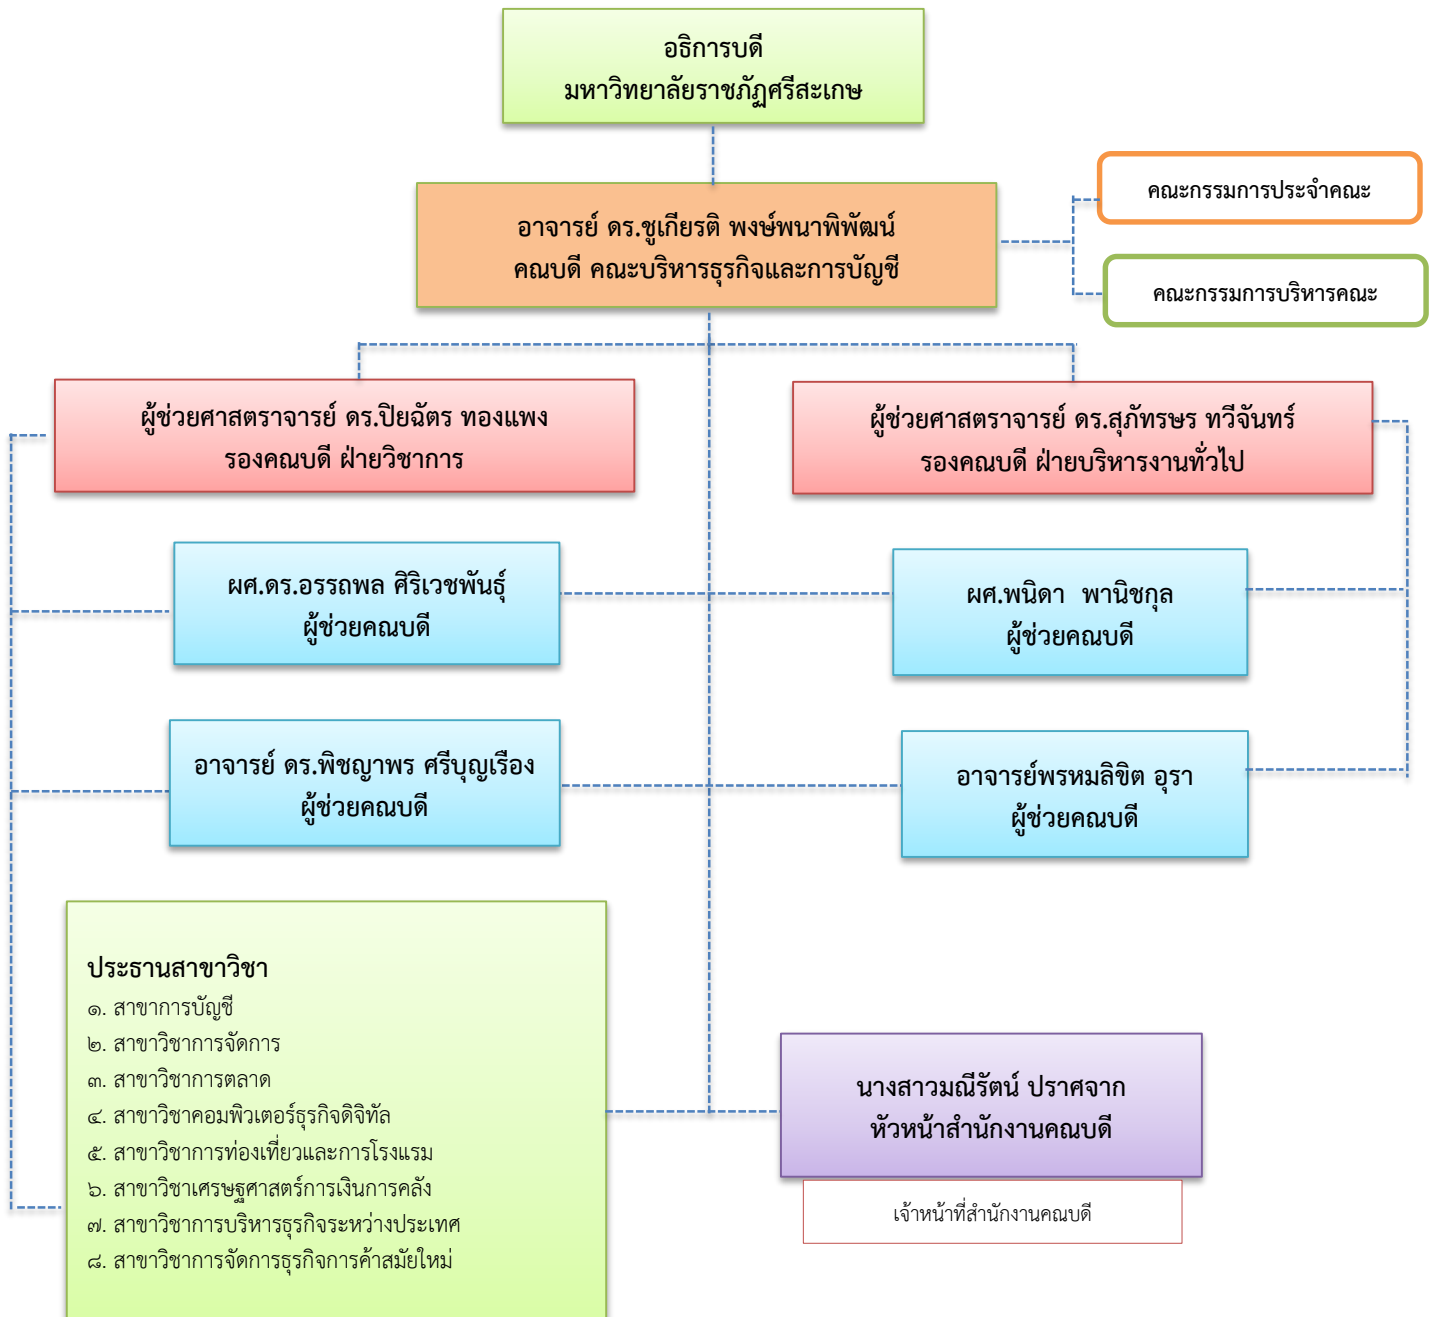 อธิการบดี
มหาวิทยาลัยราชภัฏศรีสะเกษ
คณะกรรมการประจำคณะ
อาจารย์ ดร.ชูเกียรติ พงษ์พนาพิพัฒน์
คณบดี คณะบริหารธุรกิจและการบัญชี
คณะกรรมการบริหารคณะ
ผู้ช่วยศาสตราจารย์ ดร.ปิยฉัตร ทองแพง
รองคณบดี ฝ่ายวิชาการ
ผู้ช่วยศาสตราจารย์ ดร.สุภัทรษร ทวีจันทร์
รองคณบดี ฝ่ายบริหารงานทั่วไป
ผศ.ดร.อรรถพล ศิริเวชพันธุ์
ผู้ช่วยคณบดี
ผศ.พนิดา  พานิชกุล
ผู้ช่วยคณบดี
อาจารย์ ดร.พิชญาพร ศรีบุญเรือง
ผู้ช่วยคณบดี
อาจารย์พรหมลิขิต อุรา
ผู้ช่วยคณบดี
ประธานสาขาวิชา
๑. สาขาการบัญชี
๒. สาขาวิชาการจัดการ
๓. สาขาวิชาการตลาด
๔. สาขาวิชาคอมพิวเตอร์ธุรกิจดิจิทัล
๕. สาขาวิชาการท่องเที่ยวและการโรงแรม
๖. สาขาวิชาเศรษฐศาสตร์การเงินการคลัง
๗. สาขาวิชาการบริหารธุรกิจระหว่างประเทศ
๘. สาขาวิชาการจัดการธุรกิจการค้าสมัยใหม่
นางสาวมณีรัตน์ ปราศจาก
หัวหน้าสำนักงานคณบดี
เจ้าหน้าที่สำนักงานคณบดี